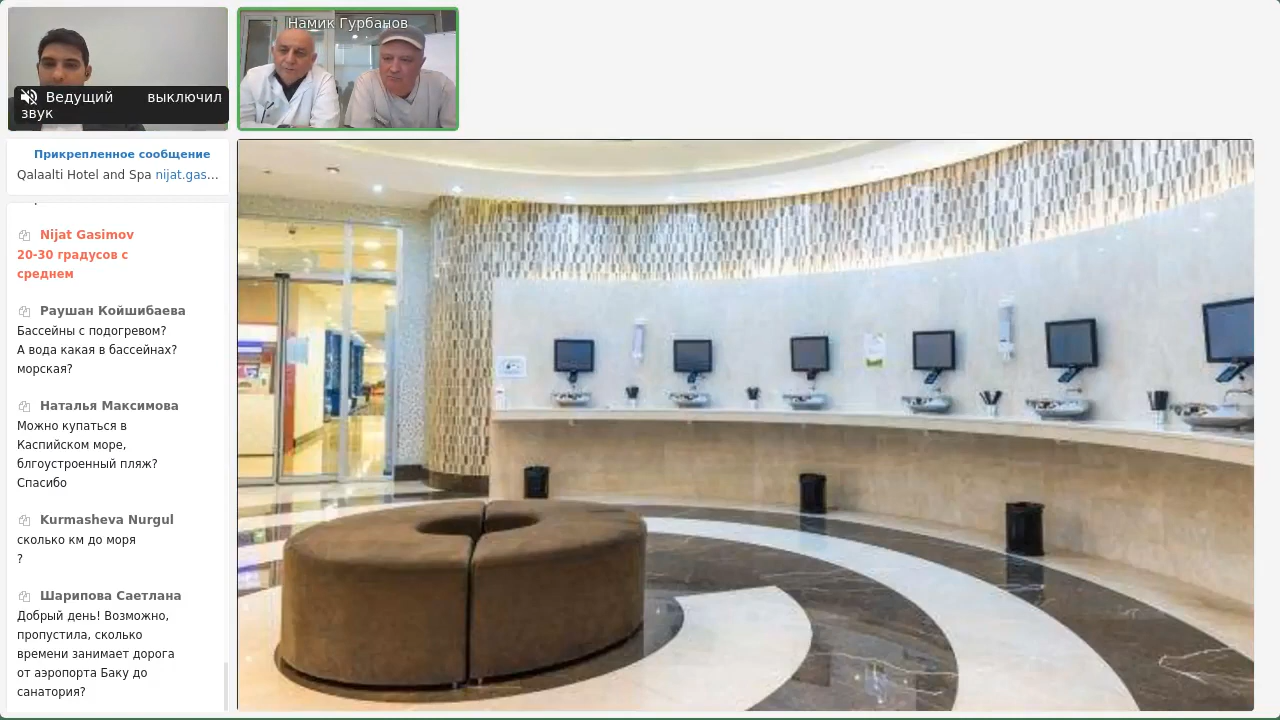 Намик Гурбанов
Ведущий выключил
звук
Прикрепленное сообщение
Qalaalti Hotel and Spa nijat.gas...
Nijat Gasimov
20-30 градусов с
среднем
Раушан Койшибаева
Бассейны с подогревом?
А вода какая в бассейнах?
морская?
Наталья Максимова
Можно купаться в
Каспийском море,
блгоустроенный пляж?
Спасибо
Kurmasheva Nurgul
сколько км до моря
?
Шарипова Саетлана
Добрый день! Возможно,
пропустила, сколько
времени занимает дорога
от аэропорта Баку до
санатория?